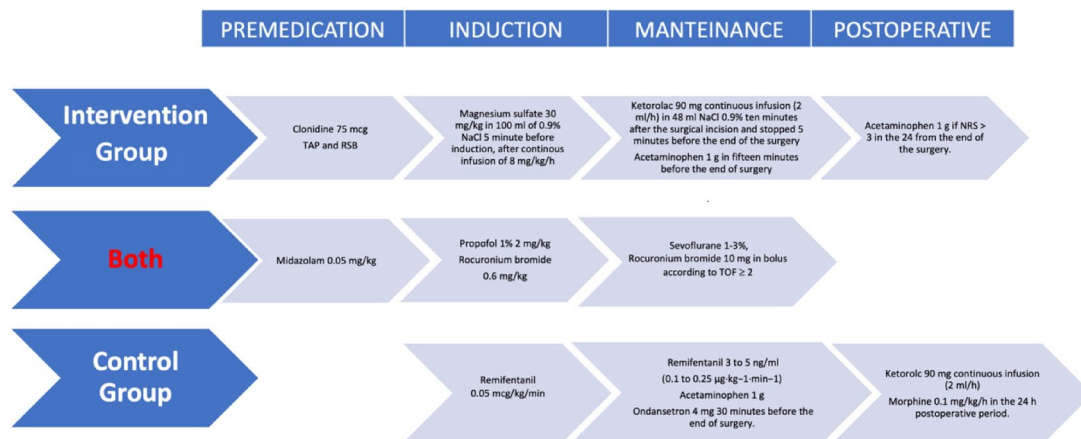 PREMEDICATION
INDUCTION
MANTEINANCE
POSTOPERATIVE
Intervention
Group
Clonidine 75 mcg
TAP and RSB
Magnesium sulfate 30
mg/kg in 100 ml of 0.9%
NaCl 5 minute before
induction, after continous
infusion of 8 mg/kg/h
Ketorolac 90 mg continuous infusion (2
ml/h) in 48 ml NaCl 0.9% ten minutes
after the surgical incision and stopped 5
minutes before the end of the surgery
Acetaminophen 1 g in fifteen minutes
before the end of surgery
Acetaminophen 1 g if NRS >
3 in the 24 from the end of
the surgery.
Both
Midazolam 0.05 mg/kg
Propofol 1% 2 mg/kg
Rocuronium bromide
0.6 mg/kg
Sevoflurane 1-3%,
Rocuronium bromide 10 mg in bolus
according to TOF ≥ 2
Control
Group
Remifentanil
0.05 mcg/kg/min
Remifentanil 3 to 5 ng/ml
(0.1 to 0.25 μg·kg–1·min–1)
Acetaminophen 1 g
Ondansetron 4 mg 30 minutes before the
end of surgery.
Ketorolc 90 mg continuous infusion
(2 ml/h)
Morphine 0.1 mg/kg/h in the 24 h
postoperative period.